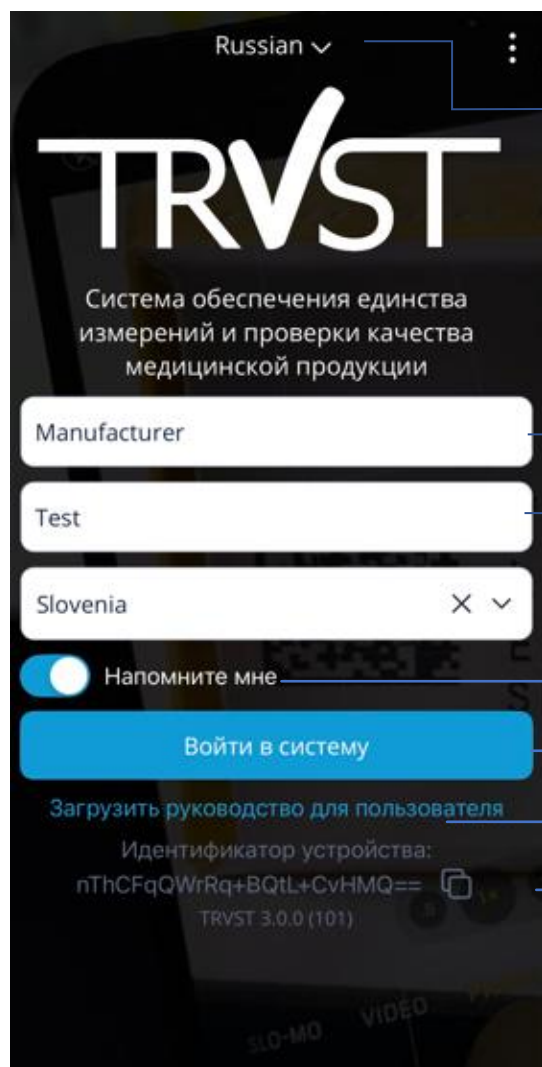 Russian
TRVST
Система обеспечения единства
измерений и проверки качества
медицинской продукции
Manufacturer
Test
Slovenia
Напомните мне
Войти в систему
Загрузить руководство для пользователя
Идентификатор устройства:
nThCFqQWrRq+BQtL+CvHMQ==
TRVST 3.0.0 (101)
SLO-MO VIDEO